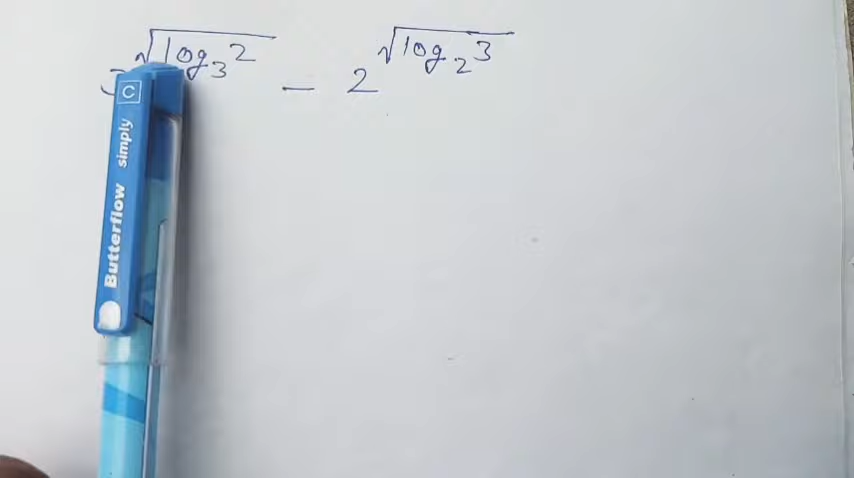 √log₃2 − 2^√log₂3
C
simply
Butterflow